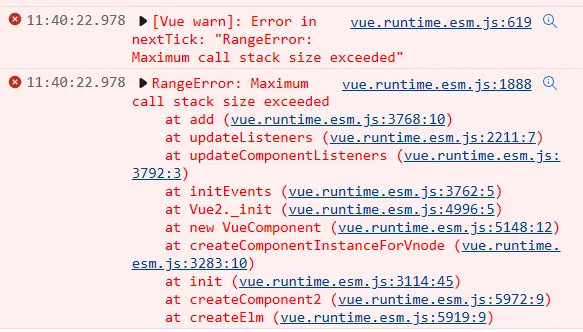 11:40:22.978 ▶[Vue warn]: Error in vue.runtime.esm.js:619
nextTick: "RangeError:
Maximum call stack size exceeded"
11:40:22.978 ▶RangeError: Maximum vue.runtime.esm.js:1888
call stack size exceeded
at add (vue.runtime.esm.js:3768:10)
at updateListeners (vue.runtime.esm.js:2211:7)
at updateComponentListeners (vue.runtime.esm.js:
3792:3)
at initEvents (vue.runtime.esm.js:3762:5)
at Vue2._init (vue.runtime.esm.js:4996:5)
at new VueComponent (vue.runtime.esm.js:5148:12)
at createComponentInstanceForVnode (vue.runtime.
esm.js:3283:10)
at init (vue.runtime.esm.js:3114:45)
at createComponent2 (vue.runtime.esm.js:5972:9)
at createElm (vue.runtime.esm.js:5919:9)